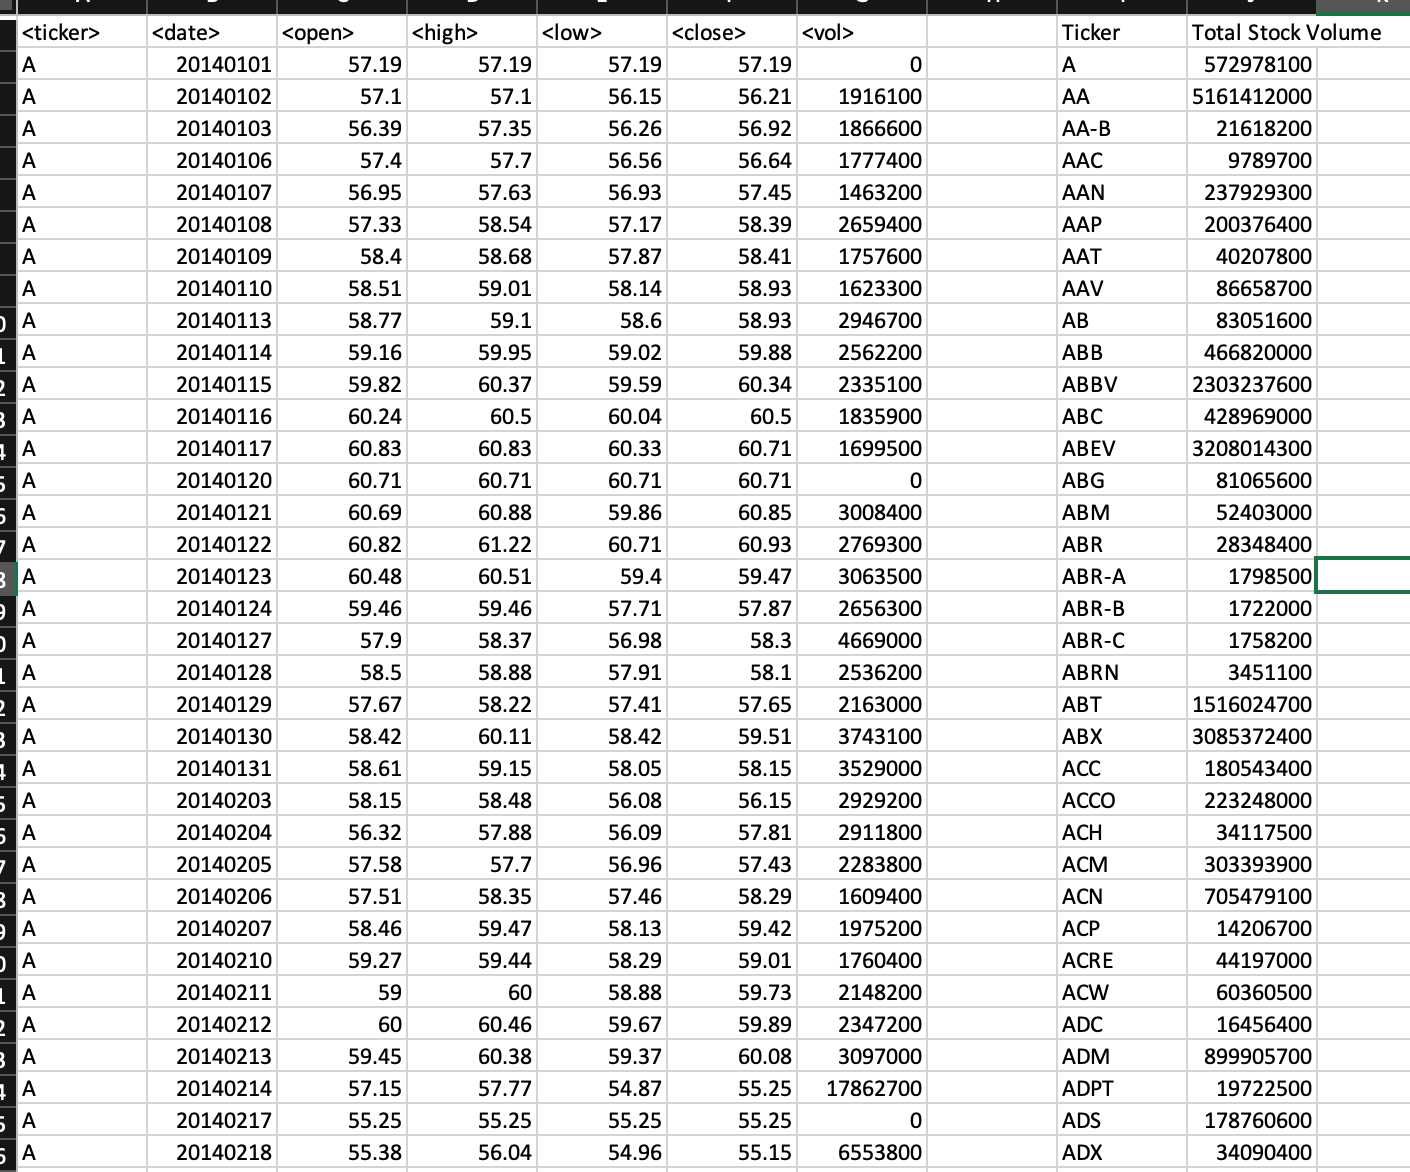 <ticker> <date> <open> <high> <low> <close> <vol> Ticker Total Stock Volume
A 20140101 57.19 57.19 57.19 57.19 0 A 572978100
A 20140102 57.1 57.1 56.15 56.21 1916100 AA 5161412000
A 20140103 56.39 57.35 56.26 56.92 1866600 AA-B 21618200
A 20140106 57.4 57.7 56.56 56.64 1777400 AAC 9789700
A 20140107 56.95 57.63 56.93 57.45 1463200 AAN 237929300
A 20140108 57.33 58.54 57.17 58.39 2659400 AAP 200376400
A 20140109 58.4 58.68 57.87 58.41 1757600 AAT 40207800
A 20140110 58.51 59.01 58.14 58.93 1623300 AAV 86658700
A 20140113 58.77 59.1 58.6 58.93 2946700 AB 83051600
A 20140114 59.16 59.95 59.02 59.88 2562200 ABB 466820000
A 20140115 59.82 60.37 59.59 60.34 2335100 ABBV 2303237600
A 20140116 60.24 60.5 60.04 60.5 1835900 ABC 428969000
A 20140117 60.83 60.83 60.33 60.71 1699500 ABEV 3208014300
A 20140120 60.71 60.71 60.71 60.71 0 ABG 81065600
A 20140121 60.69 60.88 59.86 60.85 3008400 ABM 52403000
A 20140122 60.82 61.22 60.71 60.93 2769300 ABR 28348400
A 20140123 60.48 60.51 59.4 59.47 3063500 ABR-A 1798500
A 20140124 59.46 59.46 57.71 57.87 2656300 ABR-B 1722000
A 20140127 57.9 58.37 56.98 58.3 4669000 ABR-C 1758200
A 20140128 58.5 58.88 57.91 58.1 2536200 ABRN 3451100
A 20140129 57.67 58.22 57.41 57.65 2163000 ABT 1516024700
A 20140130 58.42 60.11 58.42 59.51 3743100 ABX 3085372400
A 20140131 58.61 59.15 58.05 58.15 3529000 ACC 180543400
A 20140203 58.15 58.48 56.08 56.15 2929200 ACCO 223248000
A 20140204 56.32 57.88 56.09 57.81 2911800 ACH 34117500
A 20140205 57.58 57.7 56.96 57.43 2283800 ACM 303393900
A 20140206 57.51 58.35 57.46 58.29 1609400 ACN 705479100
A 20140207 58.46 59.47 58.13 59.42 1975200 ACP 14206700
A 20140210 59.27 59.44 58.29 59.01 1760400 ACRE 44197000
A 20140211 59 60 58.88 59.73 2148200 ACW 60360500
A 20140212 60 60.46 59.67 59.89 2347200 ADC 16456400
A 20140213 59.45 60.38 59.37 60.08 3097000 ADM 899905700
A 20140214 57.15 57.77 54.87 55.25 17862700 ADPT 19722500
A 20140217 55.25 55.25 55.25 55.25 0 ADS 178760600
A 20140218 55.38 56.04 54.96 55.15 6553800 ADX 34090400